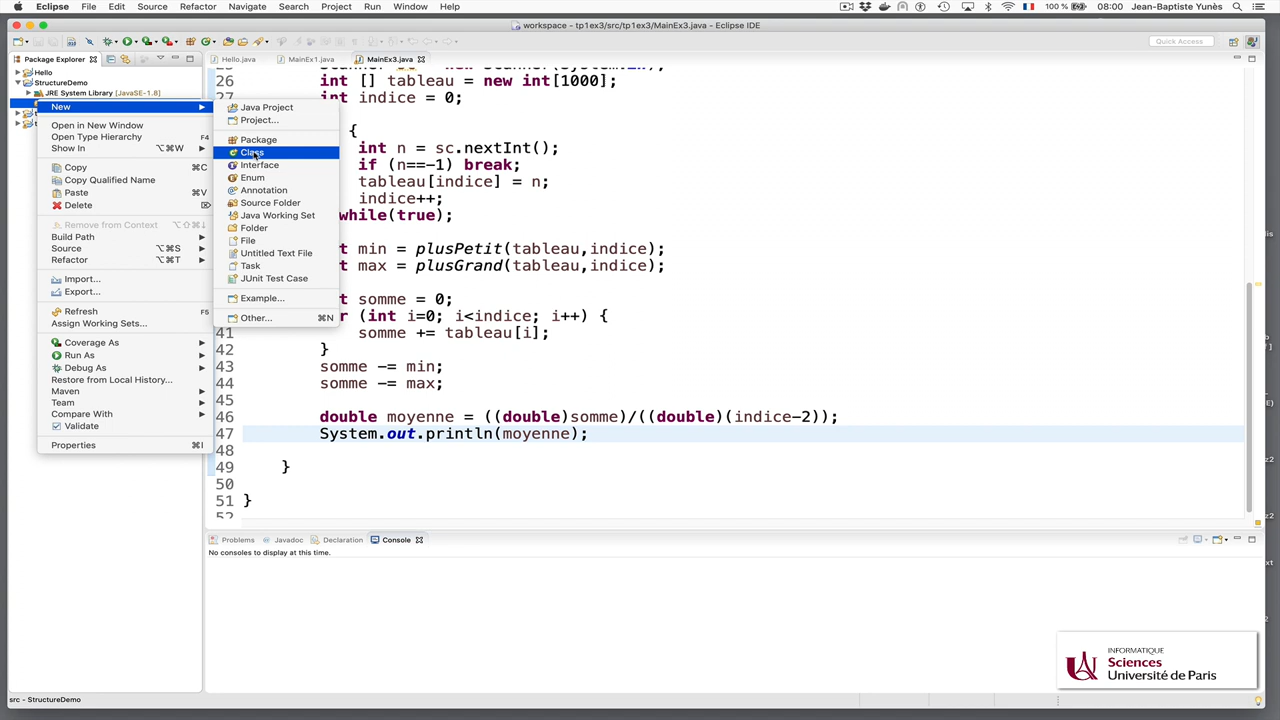 Eclipse File Edit Source Refactor Navigate Search Project Run Window Help 100 % 08:00 Jean-Baptiste Yunès
workspace - tp1ex3/src/tp1ex3/MainEx3.java - Eclipse IDE
Quick Access
Package Explorer
Hello.java MainEx1.java MainEx3.java
Hello
StructureDemo
JRE System Library [JavaSE-1.8]
New
Open in New Window
Open Type Hierarchy F4
Show In ⌥⌘W
Copy ⌘C
Copy Qualified Name
Paste ⌘V
Delete
Remove from Context
Build Path
Source ⌥⌘S
Refactor ⌥⌘T
Import...
Export...
Refresh F5
Assign Working Sets...
Coverage As
Run As
Debug As
Restore from Local History...
Maven
Team
Compare With
Validate
Properties ⌘I
Java Project
Project...
Package
Class
Interface
Enum
Annotation
Source Folder
Java Working Set
Folder
File
Untitled Text File
Task
JUnit Test Case
Example...
Other... ⌘N
26 int [] tableau = new int[1000];
int indice = 0;
{
int n = sc.nextInt();
if (n==-1) break;
tableau[indice] = n;
indice++;
while(true);
t min = plusPetit(tableau,indice);
t max = plusGrand(tableau,indice);
t somme = 0;
r (int i=0; i<indice; i++) {
41 somme += tableau[i];
42 }
43 somme -= min;
44 somme -= max;
45
46 double moyenne = ((double)somme)/((double)(indice-2));
47 System.out.println(moyenne);
48
49 }
50
51 }
52
Problems Javadoc Declaration Console
No consoles to display at this time.
INFORMATIQUE
Sciences
Université de Paris
src - StructureDemo